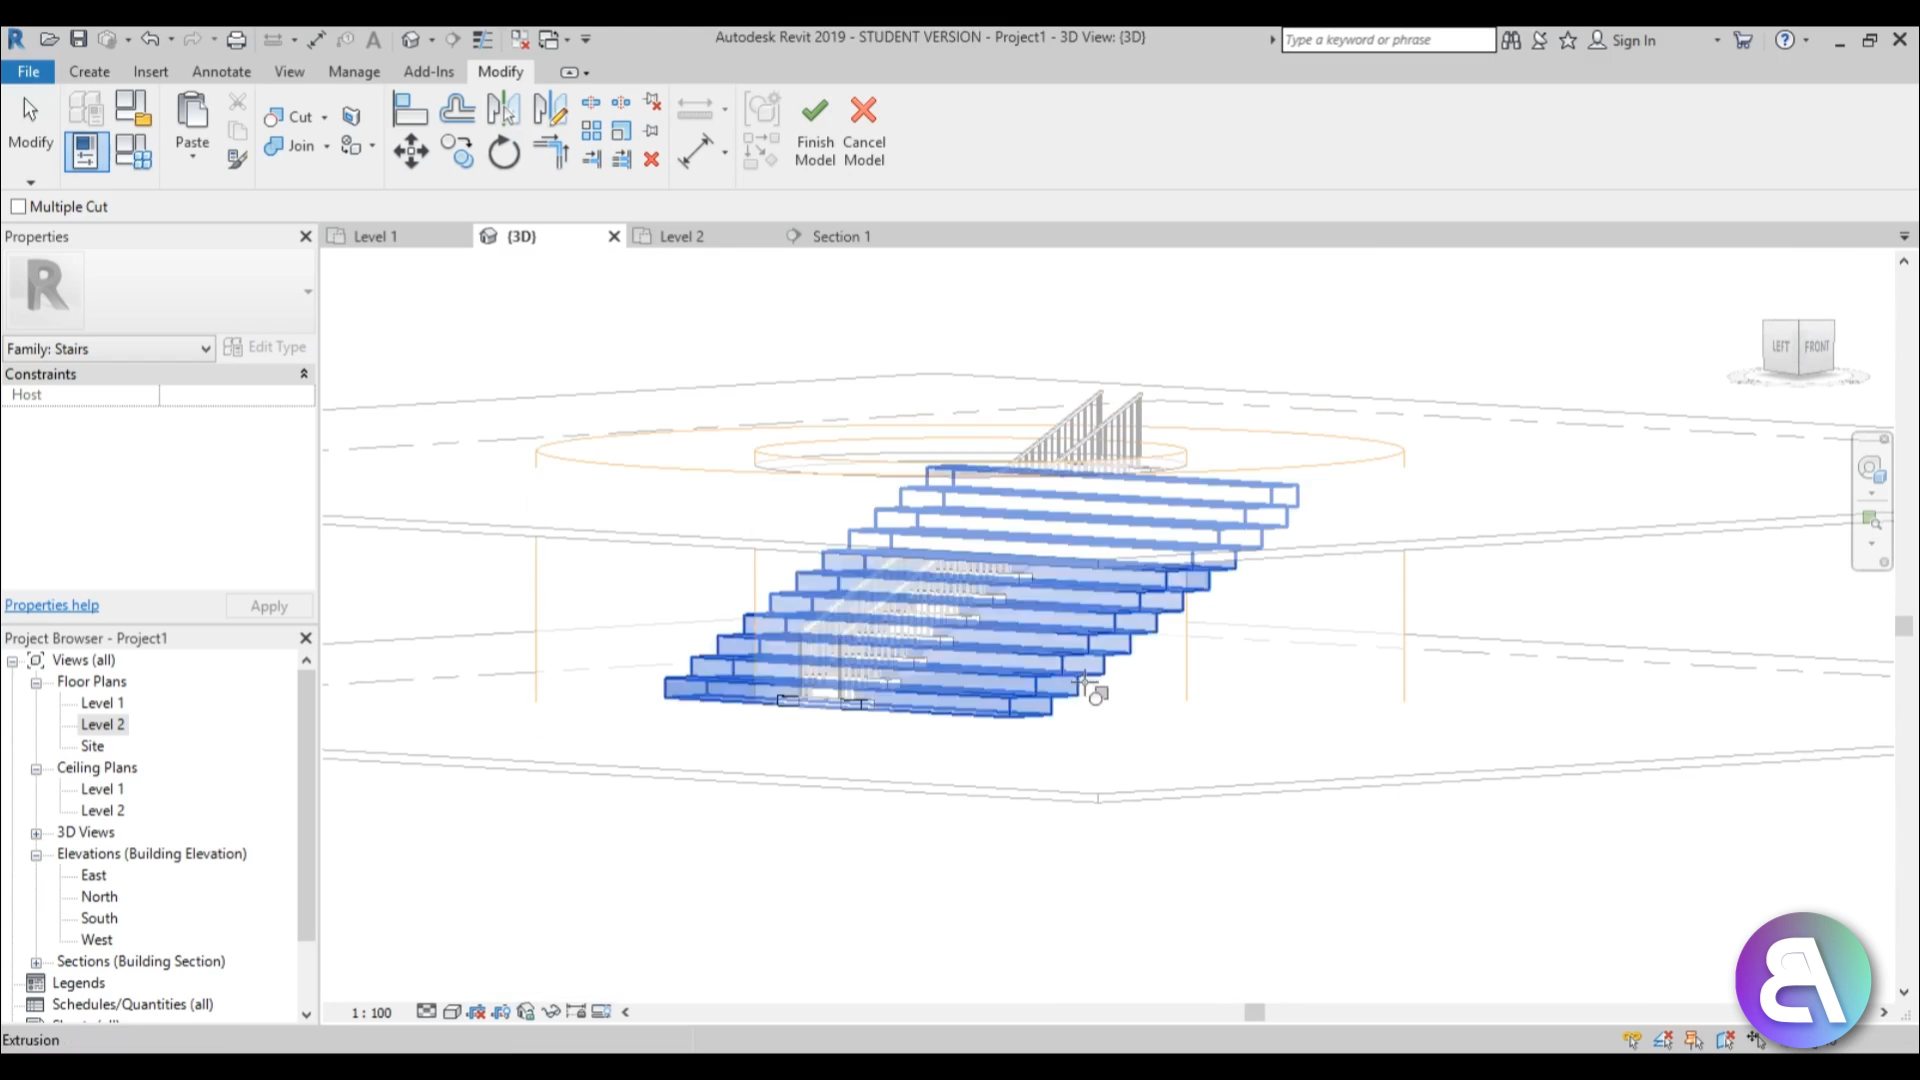 Autodesk Revit 2019 - STUDENT VERSION - Project1 - 3D View: {3D}
Type a keyword or phrase
Sign In
File
Create
Insert
Annotate
View
Manage
Add-Ins
Modify
Modify
Paste
Cut
Join
Finish Model
Cancel Model
Multiple Cut
Properties
Level 1
{3D}
Level 2
Section 1
R
Family: Stairs
Edit Type
Constraints
Host
Properties help
Apply
LEFT
FRONT
Project Browser - Project1
Views (all)
Floor Plans
Level 1
Level 2
Site
Ceiling Plans
Level 1
Level 2
3D Views
Elevations (Building Elevation)
East
North
South
West
Sections (Building Section)
Legends
Schedules/Quantities (all)
1 : 100
Extrusion